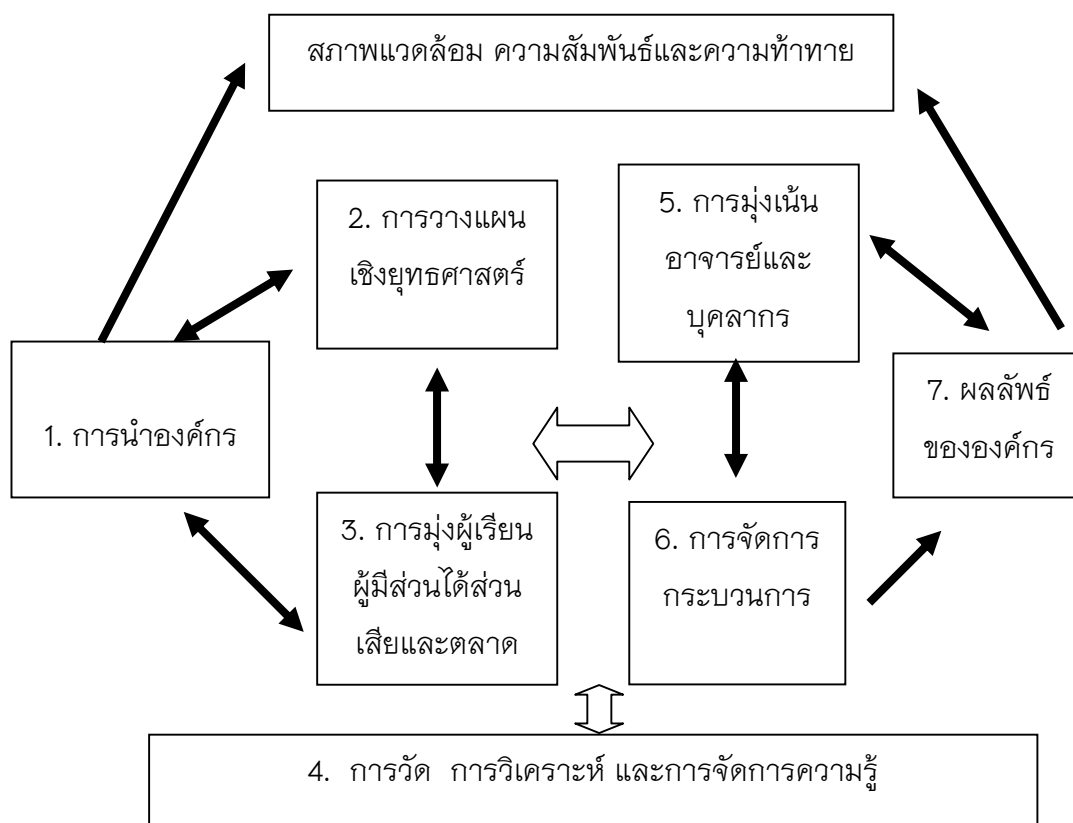 สภาพแวดล้อม ความสัมพันธ์และความท้าทาย
2. การวางแผน
เชิงยุทธศาสตร์
5. การมุ่งเน้น
อาจารย์และ
บุคลากร
1. การนำองค์กร
7. ผลลัพธ์
ขององค์กร
3. การมุ่งผู้เรียน
ผู้มีส่วนได้ส่วน
เสียและตลาด
6. การจัดการ
กระบวนการ
4. การวัด การวิเคราะห์ และการจัดการความรู้